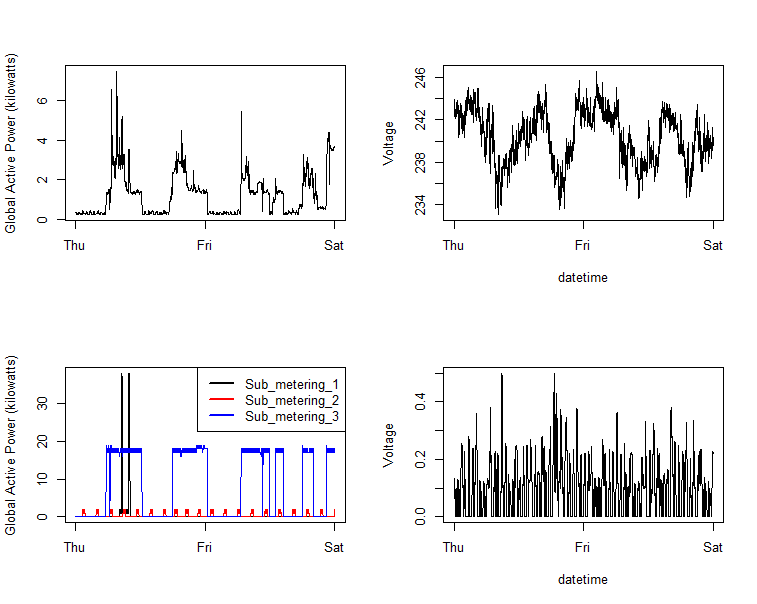 Global Active Power (kilowatts)
0 2 4 6
Thu Fri Sat
Voltage
234 238 242 246
Thu Fri Sat
datetime
Global Active Power (kilowatts)
0 10 20 30
Thu Fri Sat
Sub_metering_1
Sub_metering_2
Sub_metering_3
Voltage
0.0 0.2 0.4
Thu Fri Sat
datetime